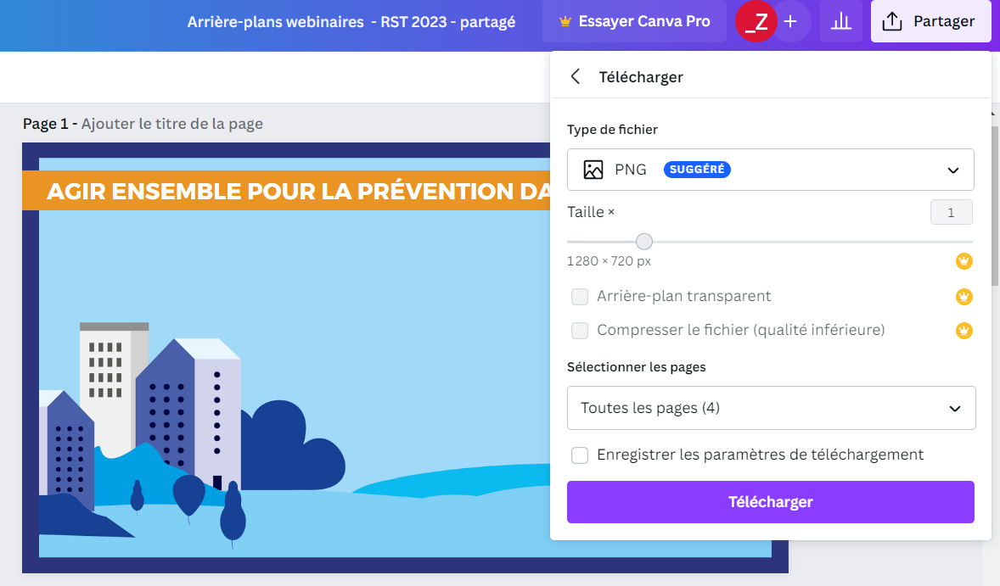 Arrière-plans webinaires - RST 2023 - partagé
Essayer Canva Pro
_Z
+
Partager
Télécharger
Page 1 - Ajouter le titre de la page
Type de fichier
PNG SUGGÉRÉ
AGIR ENSEMBLE POUR LA PRÉVENTION DA
Taille ×
1
1280 × 720 px
Arrière-plan transparent
Compresser le fichier (qualité inférieure)
Sélectionner les pages
Toutes les pages (4)
Enregistrer les paramètres de téléchargement
Télécharger